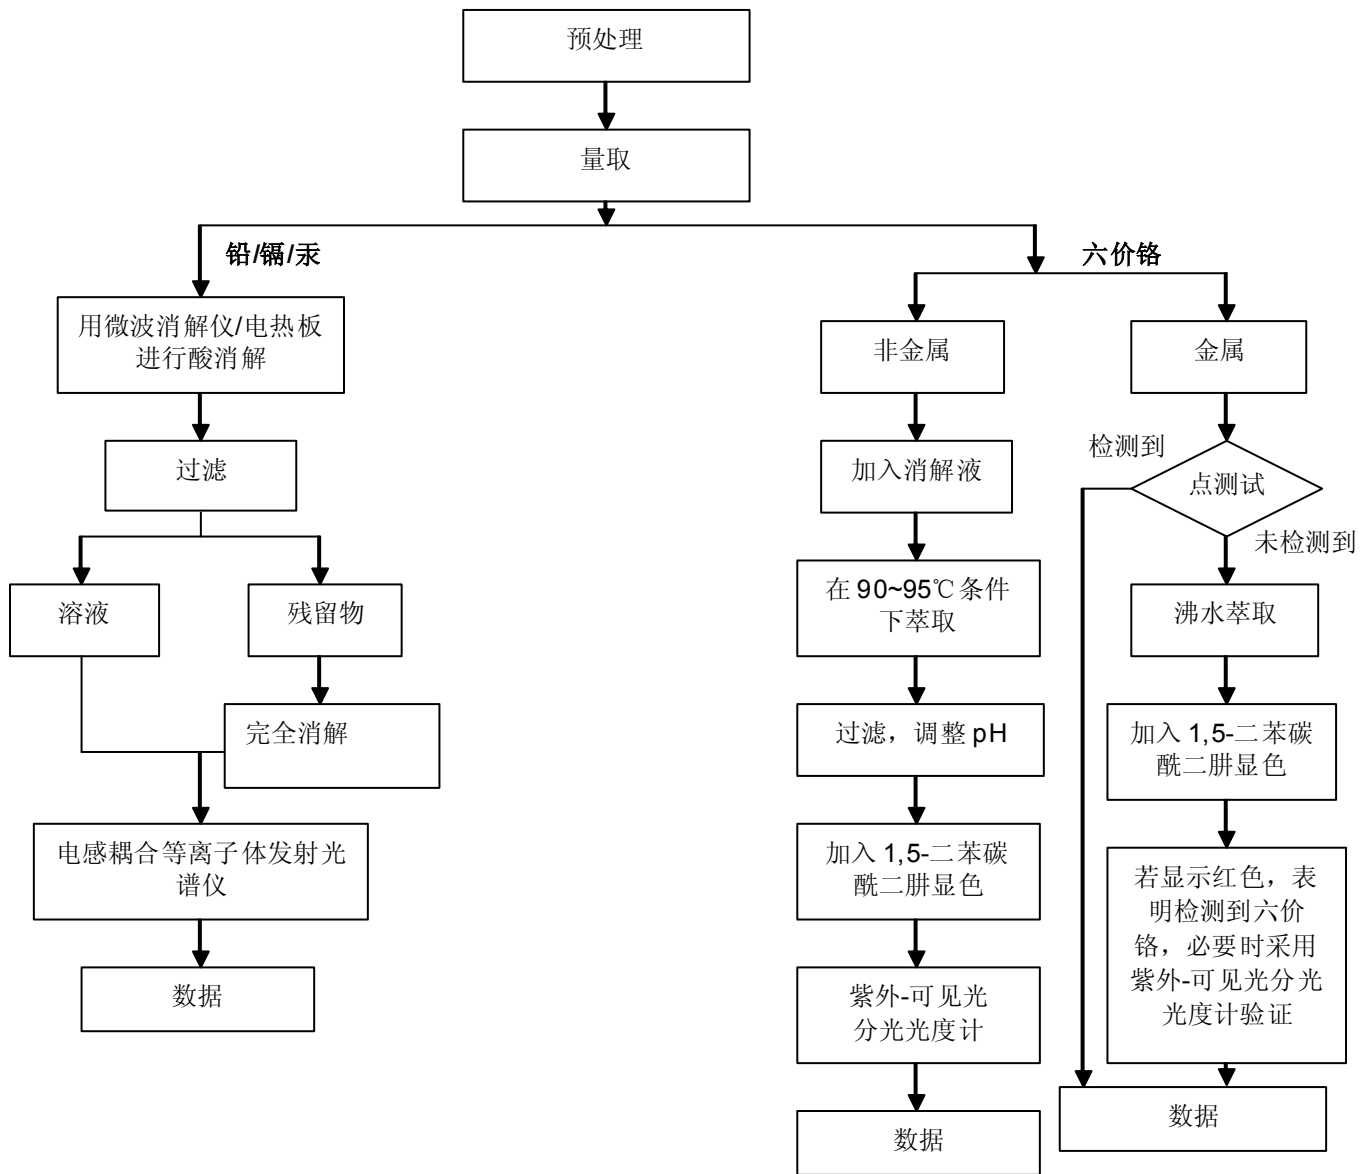 预处理
量取
铅/镉/汞
六价铬
用微波消解仪/电热板
进行酸消解
过滤
溶液
残留物
完全消解
电感耦合等离子体发射光
谱仪
数据
非金属
加入消解液
在 90~95℃ 条件
下萃取
过滤，调整 pH
加入 1,5-二苯碳
酰二肼显色
紫外-可见光
分光光度计
数据
金属
检测到
点测试
未检测到
沸水萃取
加入 1,5-二苯碳
酰二肼显色
若显示红色，表
明检测到六价
铬，必要时采用
紫外-可见光分光
光度计验证
数据